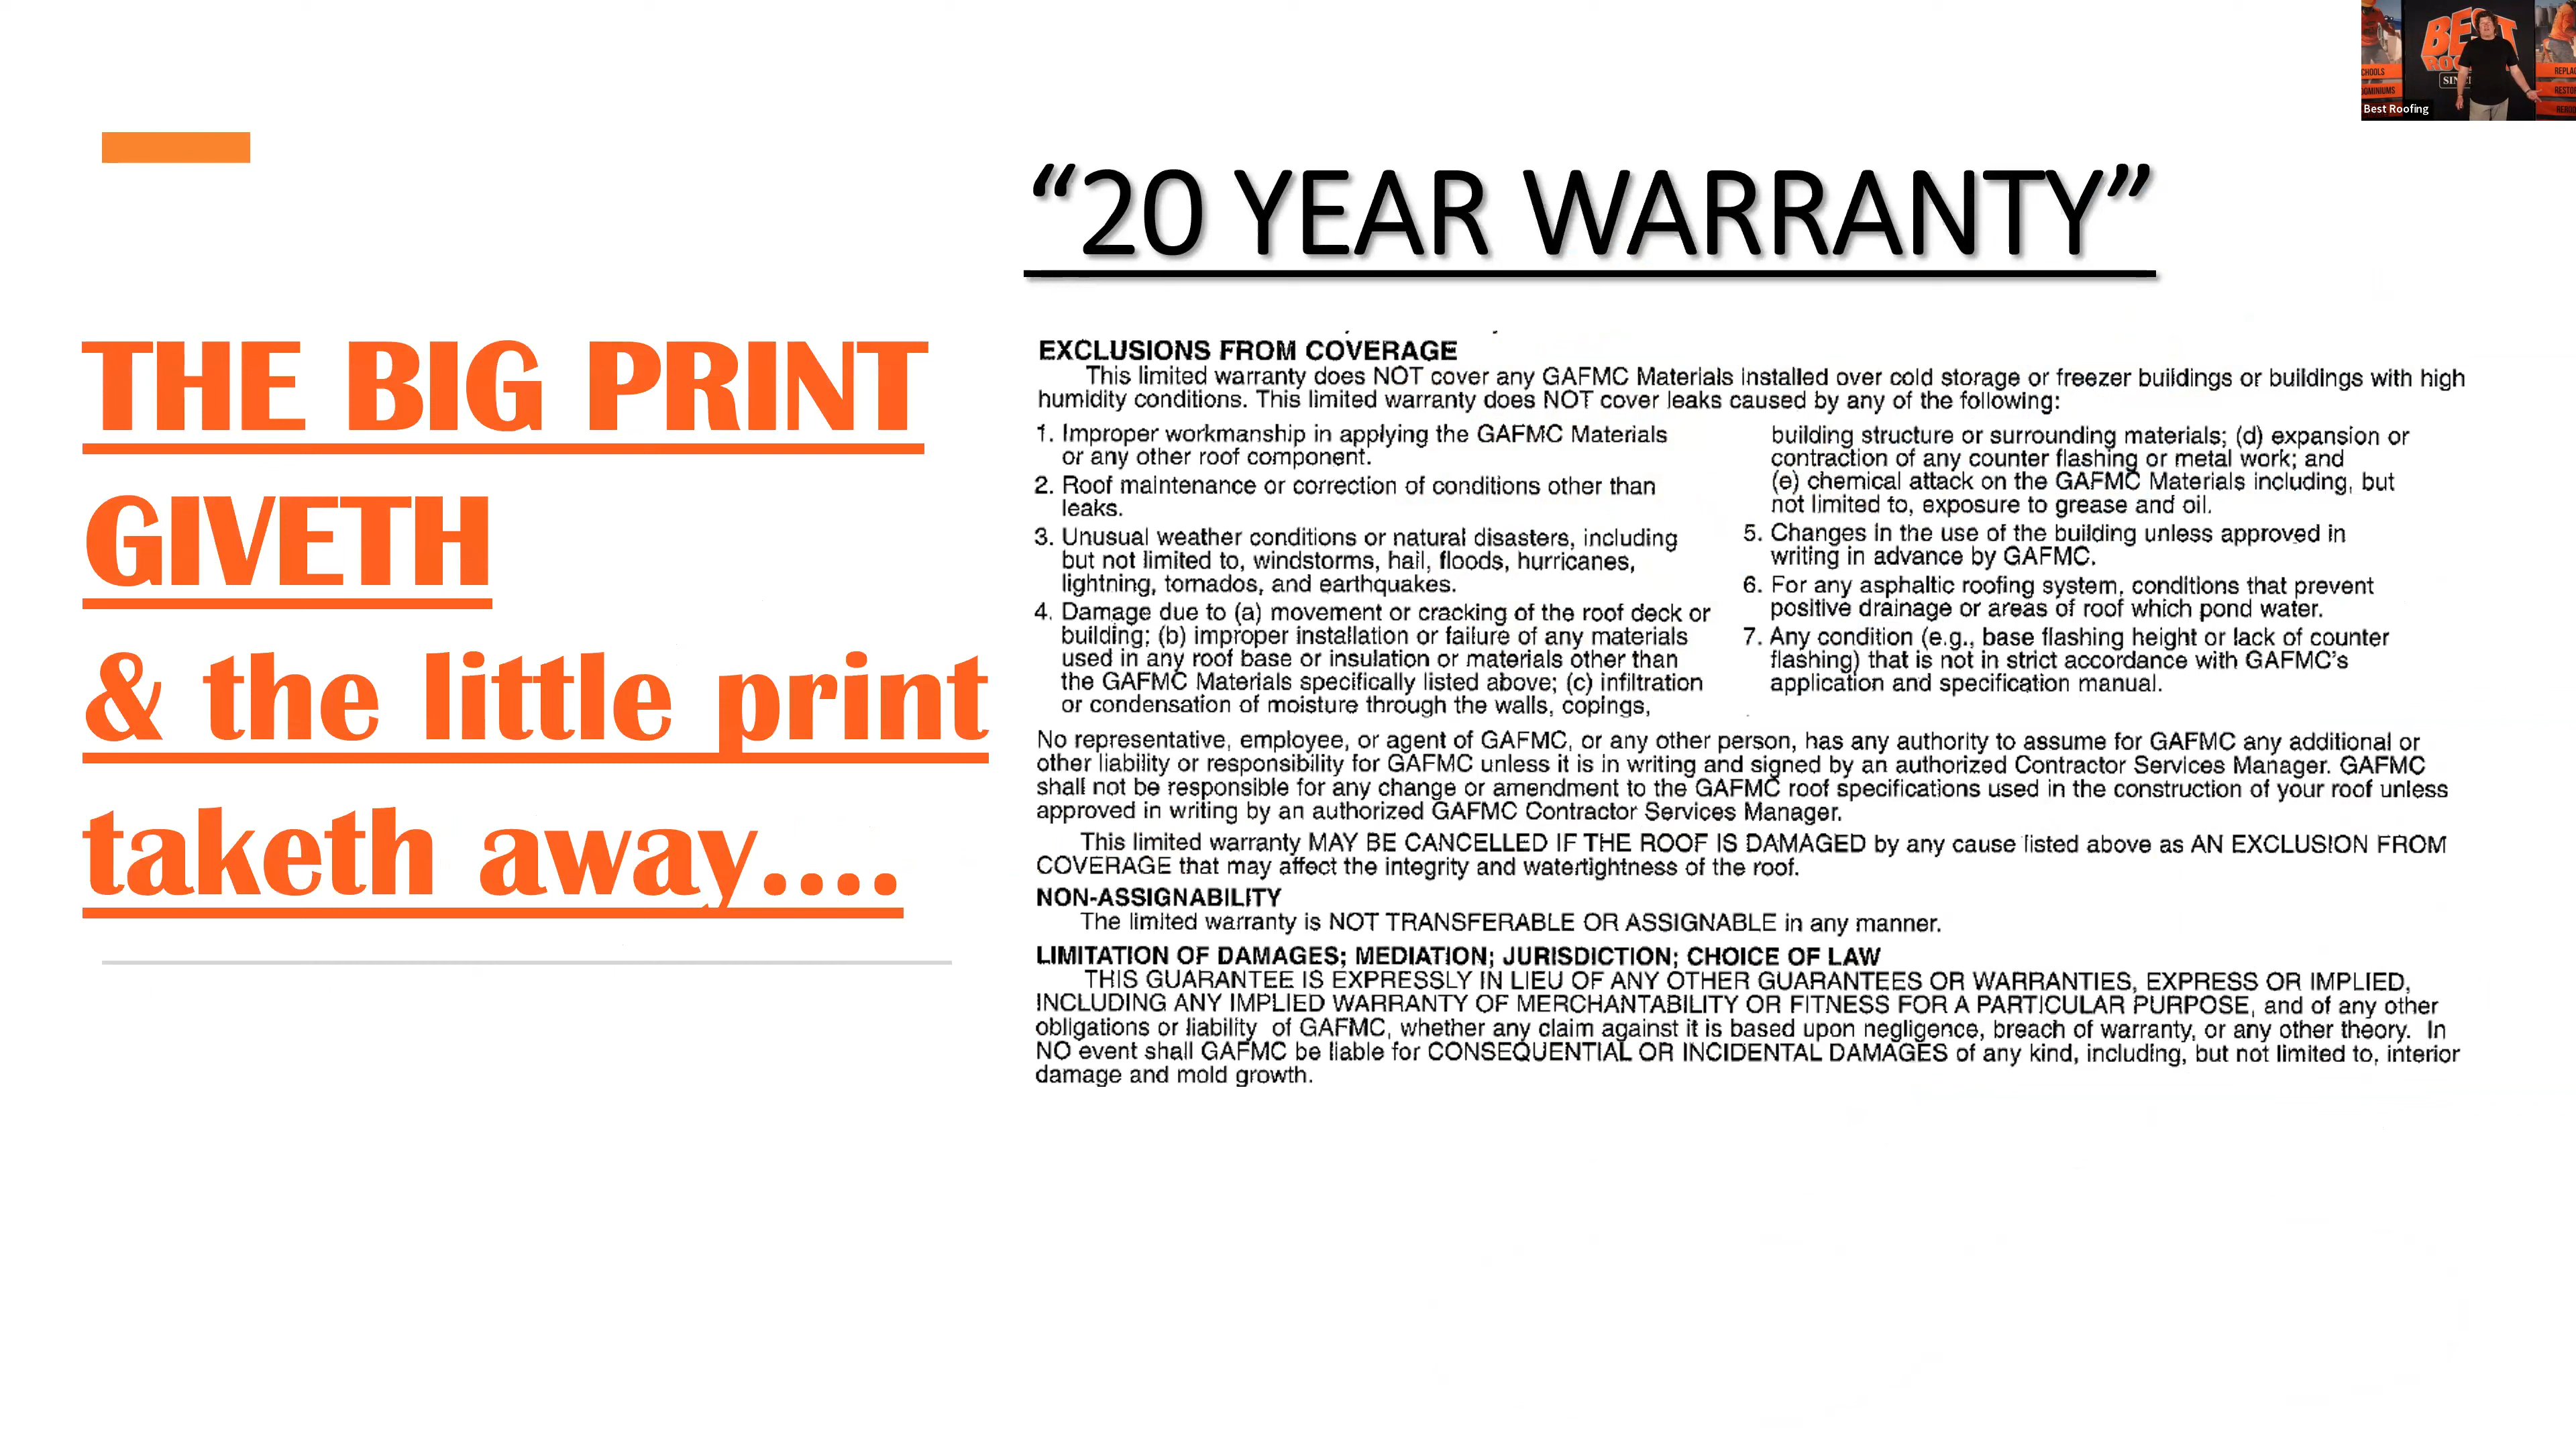 “20 YEAR WARRANTY”
THE BIG PRINT
GIVETH
& the little print
taketh away....
EXCLUSIONS FROM COVERAGE
This limited warranty does NOT cover any GAFMC Materials installed over cold storage or freezer buildings or buildings with high
humidity conditions. This limited warranty does NOT cover leaks caused by any of the following:
1. Improper workmanship in applying the GAFMC Materials
or any other roof component.
2. Roof maintenance or correction of conditions other than
leaks.
3. Unusual weather conditions or natural disasters, including
but not limited to, windstorms, hail, floods, hurricanes,
lightning, tornados, and earthquakes.
4. Damage due to (a) movement or cracking of the roof deck or
building; (b) improper installation or failure of any materials
used in any roof base or insulation or materials other than
the GAFMC Materials specifically listed above; (c) infiltration
or condensation of moisture through the walls, copings,
building structure or surrounding materials; (d) expansion or
contraction of any counter flashing or metal work; and
(e) chemical attack on the GAFMC Materials including, but
not limited to, exposure to grease and oil.
5. Changes in the use of the building unless approved in
writing in advance by GAFMC.
6. For any asphaltic roofing system, conditions that prevent
positive drainage or areas of roof which pond water.
7. Any condition (e.g., base flashing height or lack of counter
flashing) that is not in strict accordance with GAFMC's
application and specification manual.
No representative, employee, or agent of GAFMC, or any other person, has any authority to assume for GAFMC any additional or
other liability or responsibility for GAFMC unless it is in writing and signed by an authorized Contractor Services Manager. GAFMC
shall not be responsible for any change or amendment to the GAFMC roof specifications used in the construction of your roof unless
approved in writing by an authorized GAFMC Contractor Services Manager.
This limited warranty MAY BE CANCELLED IF THE ROOF IS DAMAGED by any cause listed above as AN EXCLUSION FROM
COVERAGE that may affect the integrity and watertightness of the roof.
NON-ASSIGNABILITY
The limited warranty is NOT TRANSFERABLE OR ASSIGNABLE in any manner.
LIMITATION OF DAMAGES; MEDIATION; JURISDICTION; CHOICE OF LAW
THIS GUARANTEE IS EXPRESSLY IN LIEU OF ANY OTHER GUARANTEES OR WARRANTIES, EXPRESS OR IMPLIED,
INCLUDING ANY IMPLIED WARRANTY OF MERCHANTABILITY OR FITNESS FOR A PARTICULAR PURPOSE, and of any other
obligations or liability of GAFMC, whether any claim against it is based upon negligence, breach of warranty, or any other theory. In
NO event shall GAFMC be liable for CONSEQUENTIAL OR INCIDENTAL DAMAGES of any kind, including, but not limited to, interior
damage and mold growth.
Best Roofing